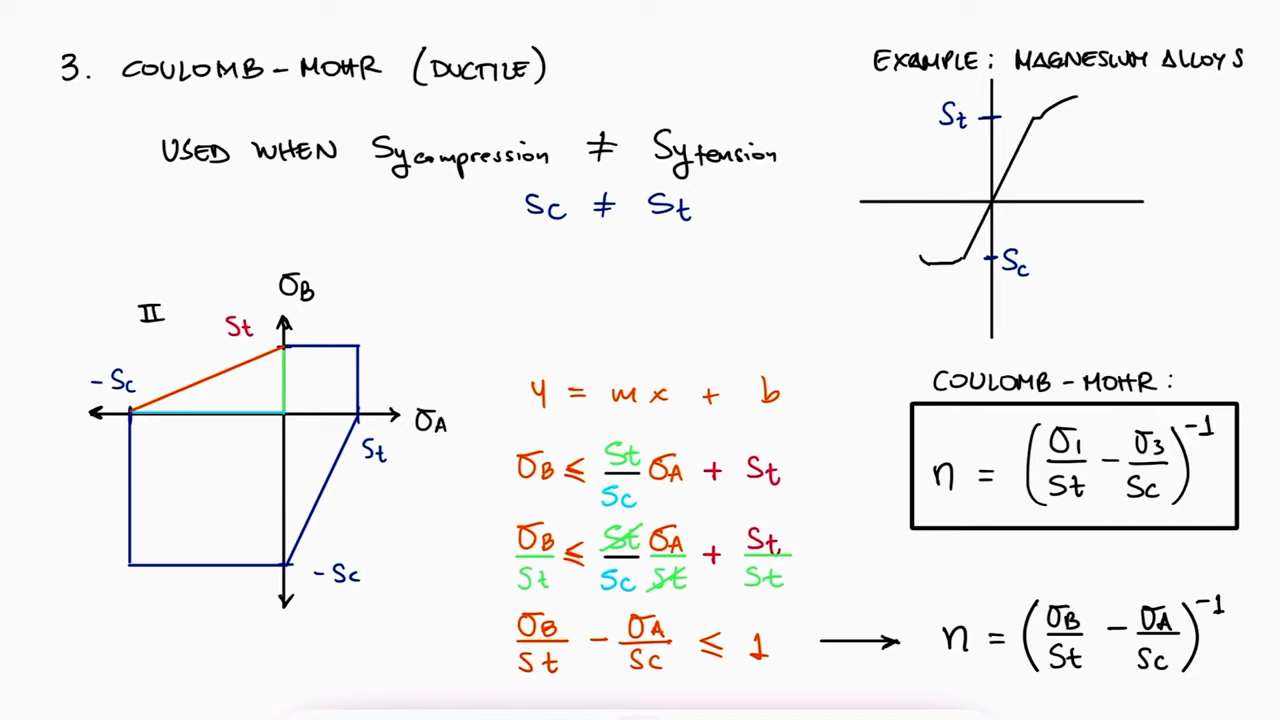 3. COULOMB-MOHR (DUCTILE)
USED WHEN Sycompression ≠ Sytension
Sc ≠ St
EXAMPLE: MAGNESIUM ALLOYS
St
Sc
II
σB
St
-Sc
σA
St
-Sc
y = mx + b
σB ≤ St/Sc σA + St
σB/St ≤ St/Sc σA/St + St/St
σB/St - σA/Sc ≤ 1
COULOMB-MOHR:
n = (σ1/St - σ3/Sc)^-1
n = (σB/St - σA/Sc)^-1